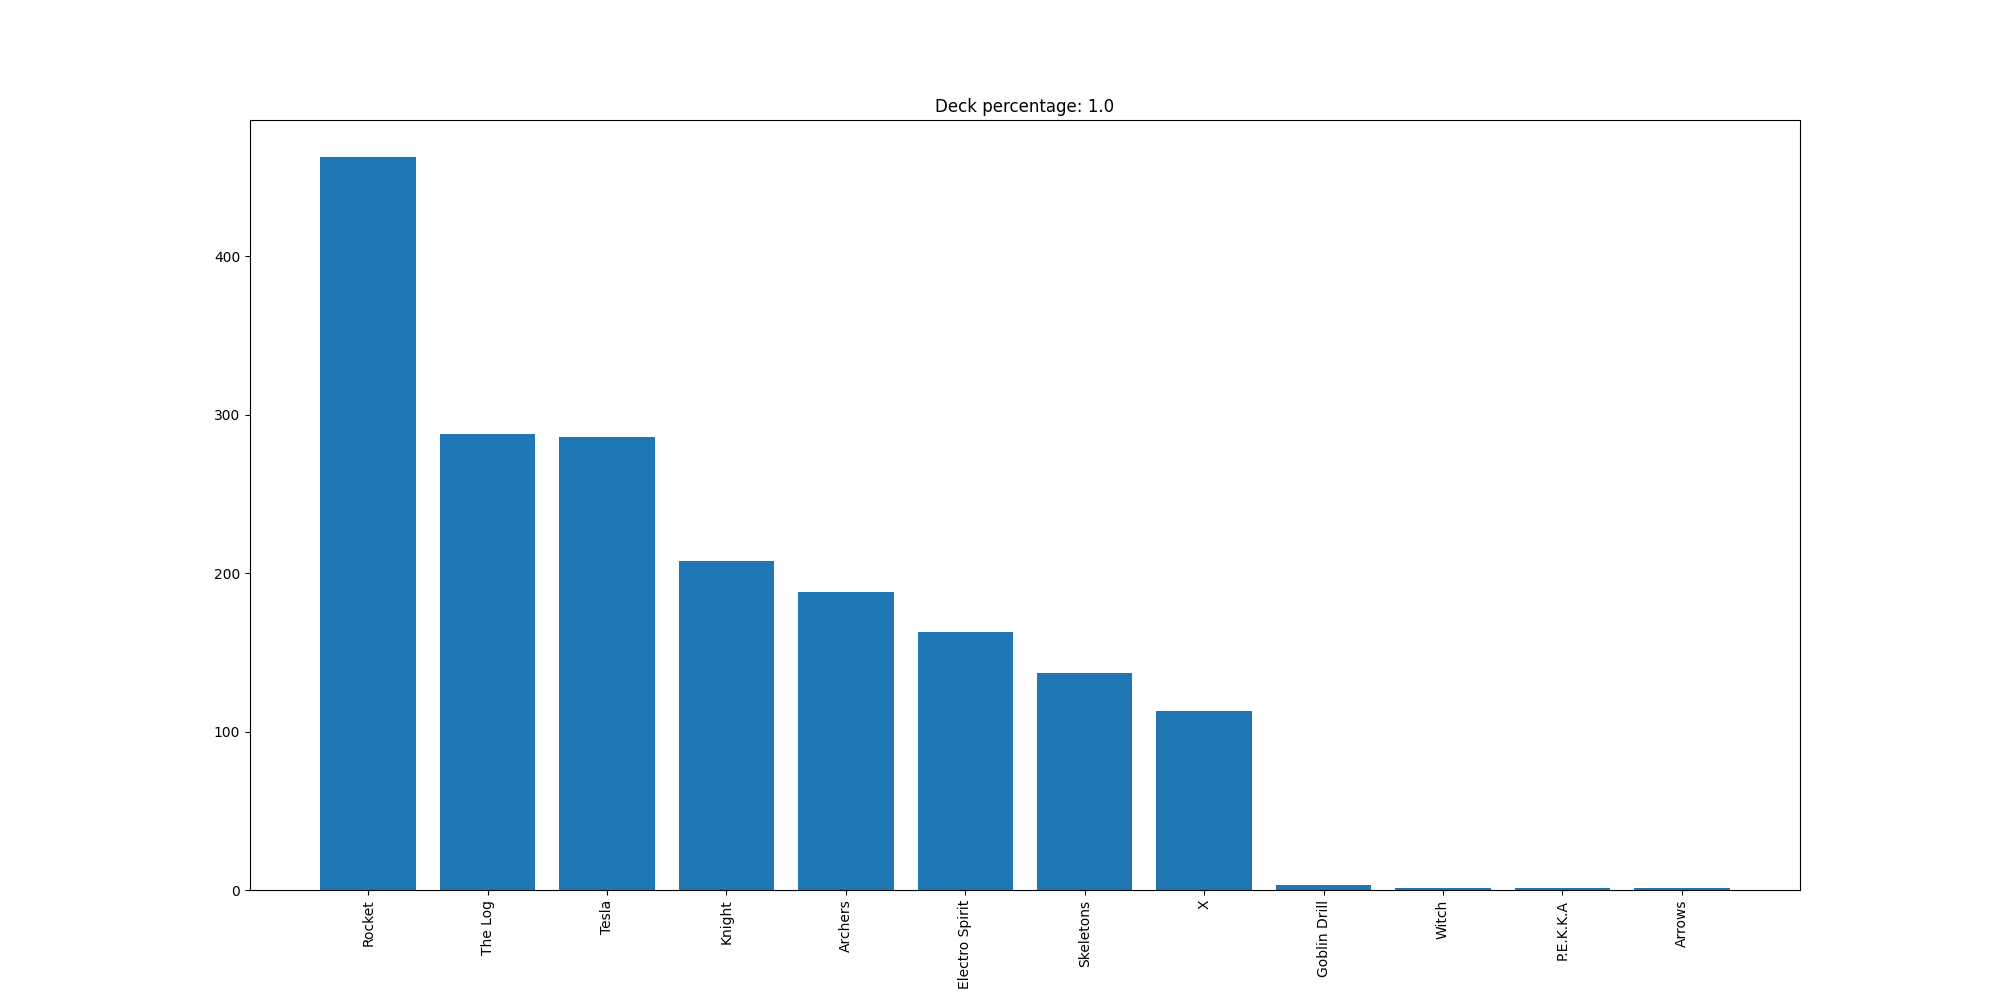 Deck percentage: 1.0
400
300
200
100
0
Rocket
The Log
Tesla
Knight
Archers
Electro Spirit
Skeletons
X
Goblin Drill
Witch
P.E.K.K.A
Arrows